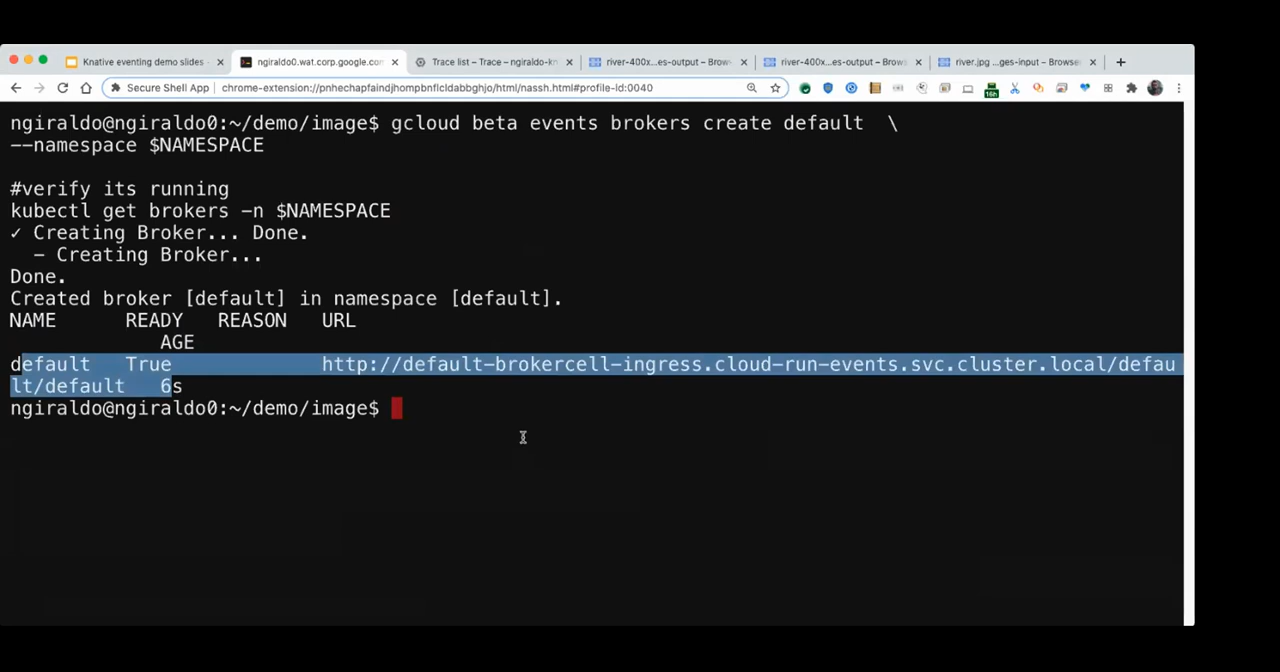 Knative eventing demo slides
ngiraldo0.wat.corp.google.con
Trace list – Trace – ngiraldo-kn
river-400x...es-output – Brows
river-400x...es-output – Brows
river.jpg ...ges-input – Browse
Secure Shell App
chrome-extension://pnhechapfaindjhompbnflcldabbghjo/html/nassh.html#profile-id:0040
16h
ngiraldo@ngiraldo0:~/demo/image$ gcloud beta events brokers create default  \
--namespace $NAMESPACE
#verify its running
kubectl get brokers -n $NAMESPACE
✓ Creating Broker... Done.
  - Creating Broker...
Done.
Created broker [default] in namespace [default].
NAME      READY   REASON   URL
             AGE
default   True             http://default-brokercell-ingress.cloud-run-events.svc.cluster.local/defau
lt/default   6s
ngiraldo@ngiraldo0:~/demo/image$